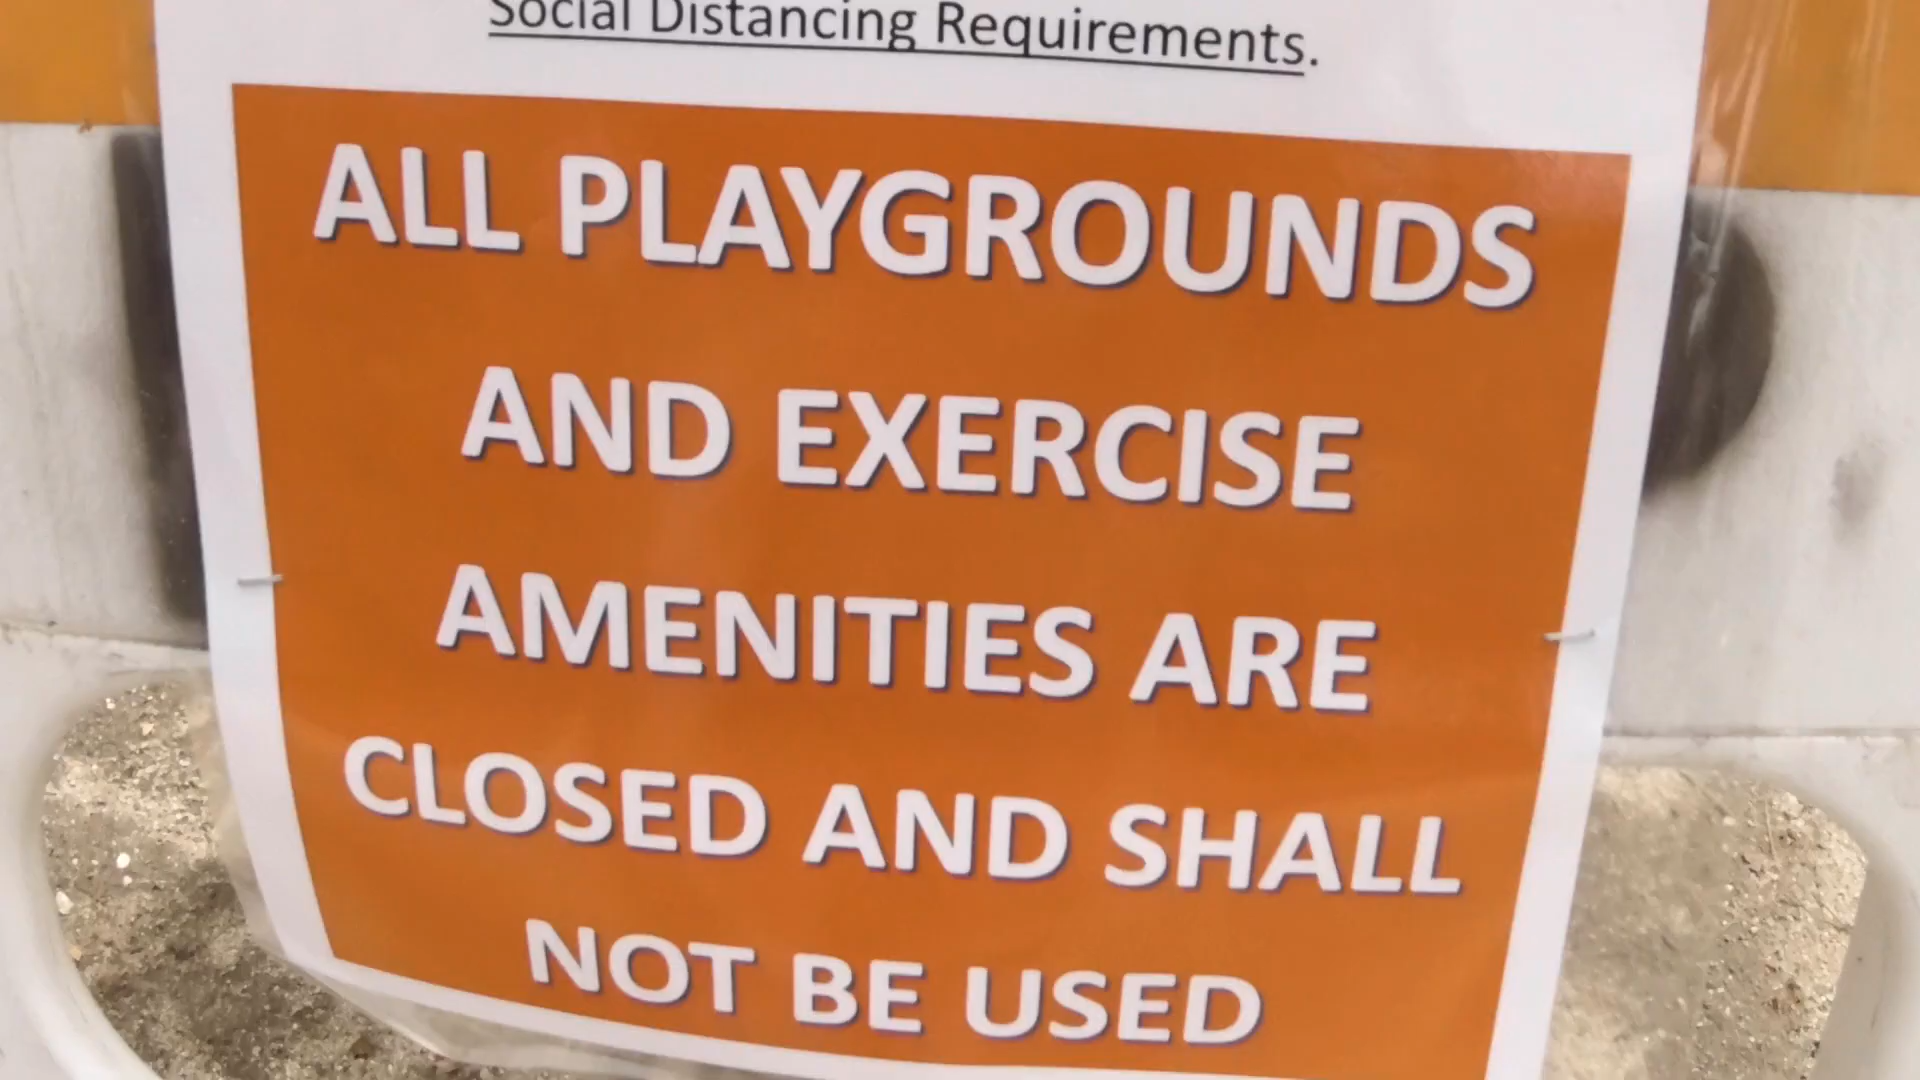 Social Distancing Requirements.
ALL PLAYGROUNDS
AND EXERCISE
AMENITIES ARE
CLOSED AND SHALL
NOT BE USED